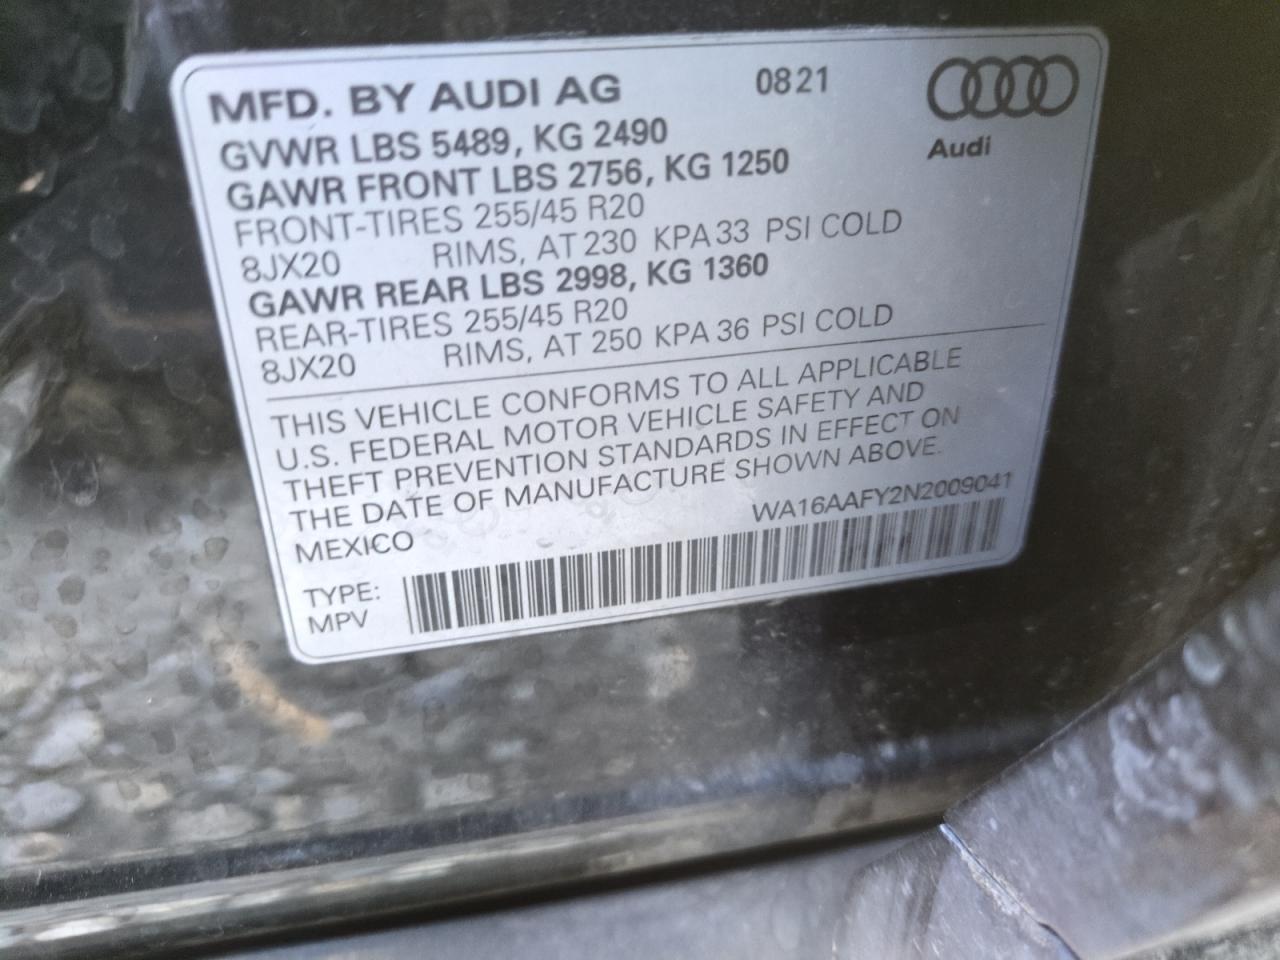 MFD. BY AUDI AG 0821
Audi
GVWR LBS 5489, KG 2490
GAWR FRONT LBS 2756, KG 1250
FRONT-TIRES 255/45 R20
8JX20 RIMS, AT 230 KPA 33 PSI COLD
GAWR REAR LBS 2998, KG 1360
REAR-TIRES 255/45 R20
8JX20 RIMS, AT 250 KPA 36 PSI COLD
THIS VEHICLE CONFORMS TO ALL APPLICABLE
U.S. FEDERAL MOTOR VEHICLE SAFETY AND
THEFT PREVENTION STANDARDS IN EFFECT ON
THE DATE OF MANUFACTURE SHOWN ABOVE.
MEXICO WA16AAFY2N2009041
TYPE:
MPV